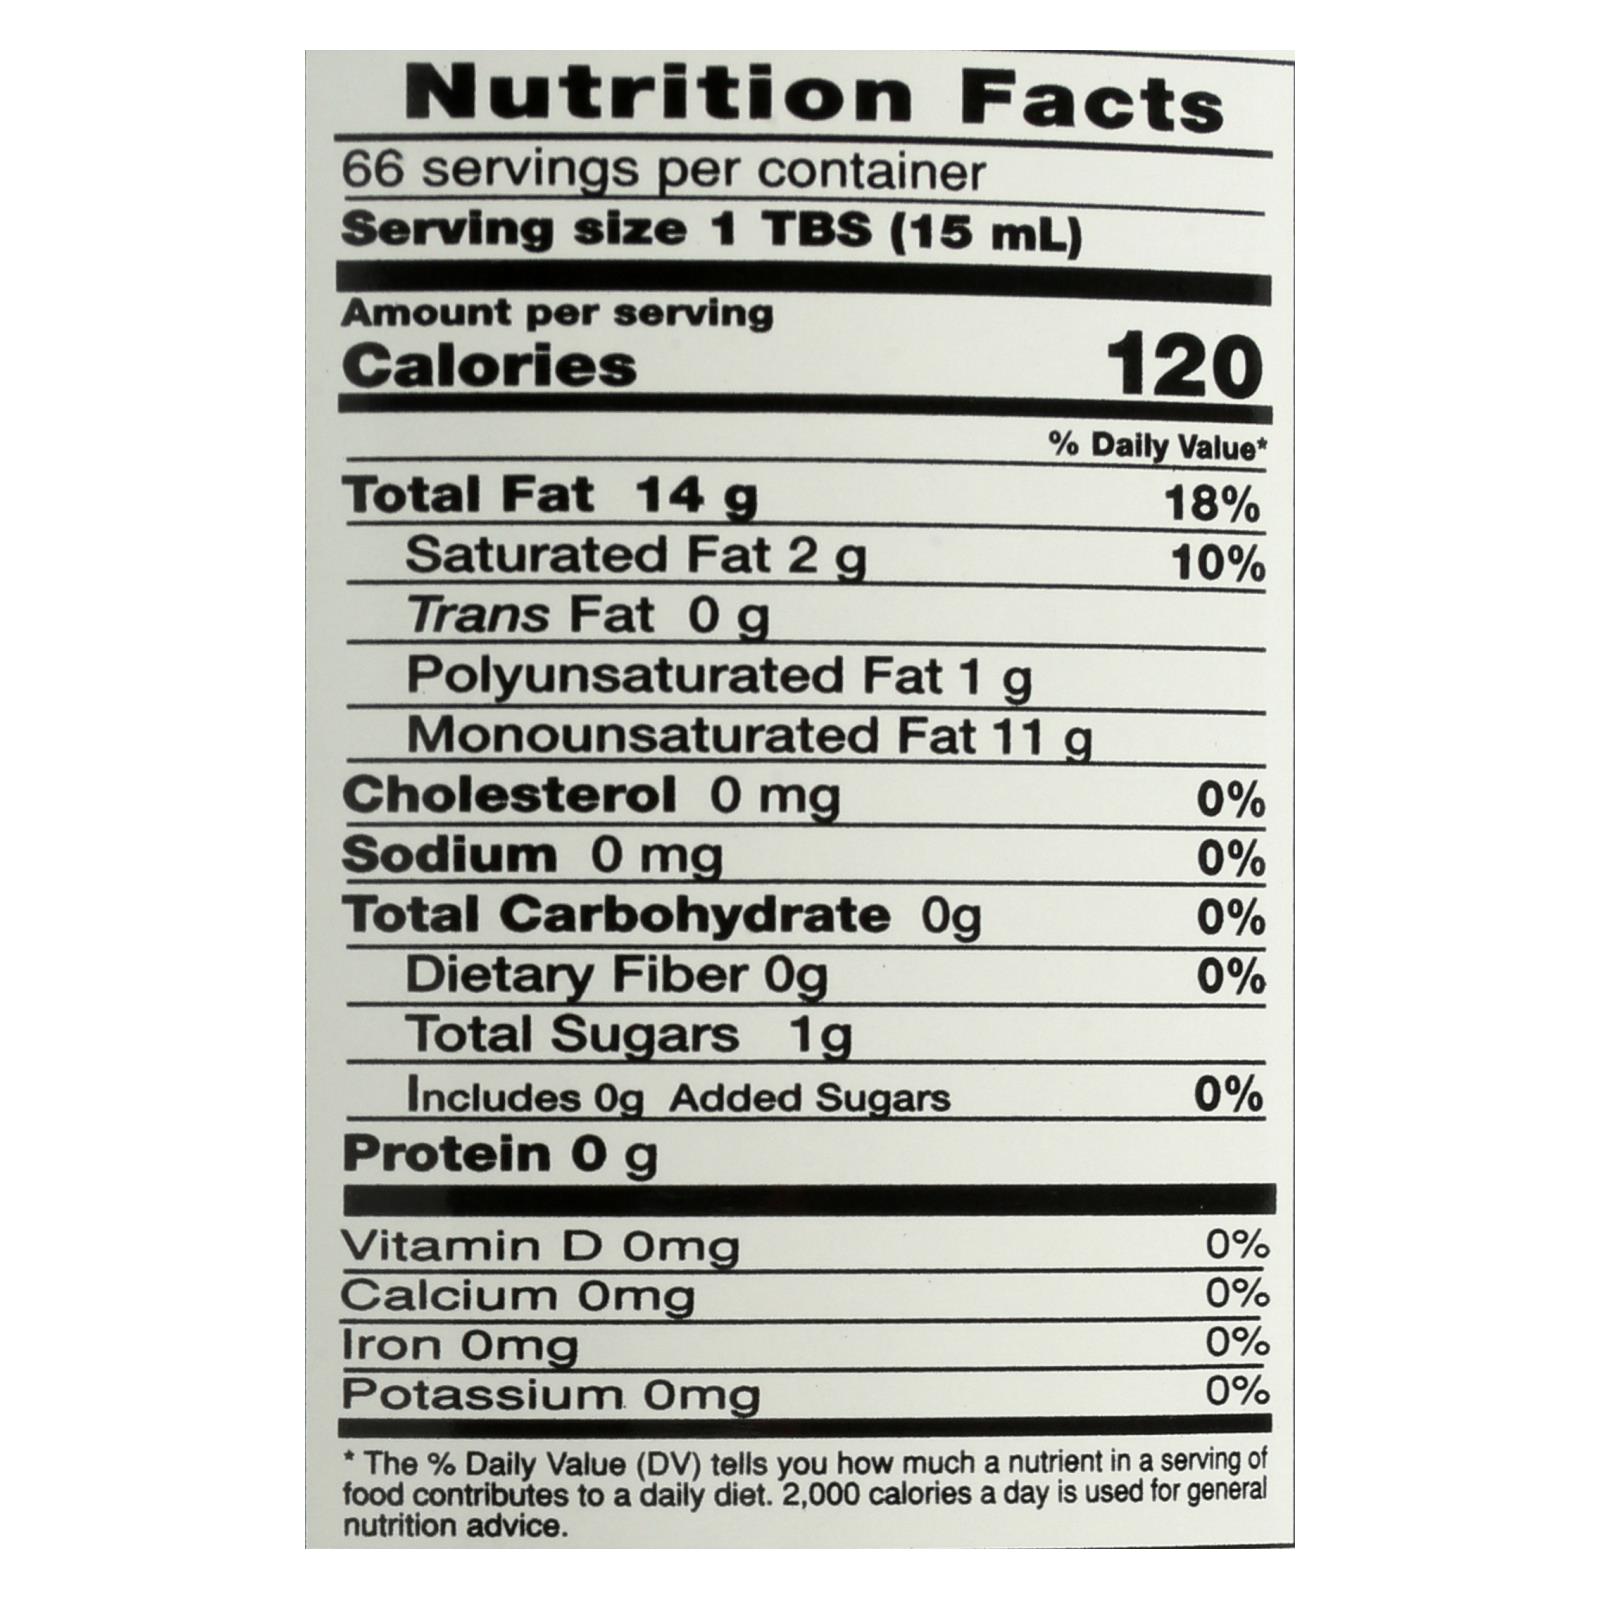 Nutrition Facts
66 servings per container
Serving size 1 TBS (15 mL)
Amount per serving
Calories 120
% Daily Value*
Total Fat 14 g 18%
Saturated Fat 2 g 10%
Trans Fat 0 g
Polyunsaturated Fat 1 g
Monounsaturated Fat 11 g
Cholesterol 0 mg 0%
Sodium 0 mg 0%
Total Carbohydrate 0g 0%
Dietary Fiber 0g 0%
Total Sugars 1g
Includes 0g Added Sugars 0%
Protein 0 g
Vitamin D 0mg 0%
Calcium 0mg 0%
Iron 0mg 0%
Potassium 0mg 0%
* The % Daily Value (DV) tells you how much a nutrient in a serving of
food contributes to a daily diet. 2,000 calories a day is used for general
nutrition advice.